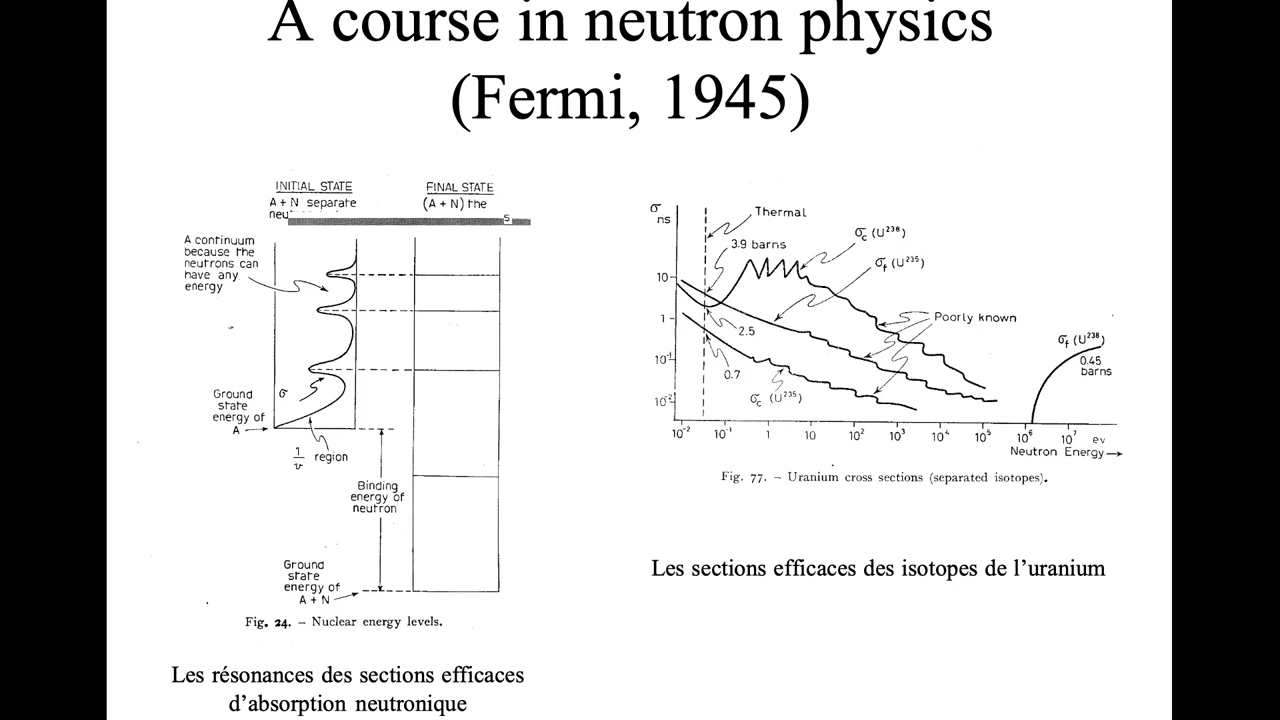 A course in neutron physics
(Fermi, 1945)
INITIAL STATE
A + N separate
neu
FINAL STATE
(A + N) the
s
A continuum
because the
neutrons can
have any
energy
σ
Ground
state
energy of
A
1/v region
Binding
energy of
neutron
Ground
state
energy of
A + N
Fig. 24. – Nuclear energy levels.
Les résonances des sections efficaces
d’absorption neutronique
σ
ns
Thermal
3.9 barns
σc (U238)
σf (U235)
10
1
10-1
10-2
2.5
0.7
σc (U235)
Poorly known
σf (U238)
0.45
barns
10-2 10-1 1 10 102 103 104 105 106 107 ev
Neutron Energy→
Fig. 77. – Uranium cross sections (separated isotopes).
Les sections efficaces des isotopes de l’uranium